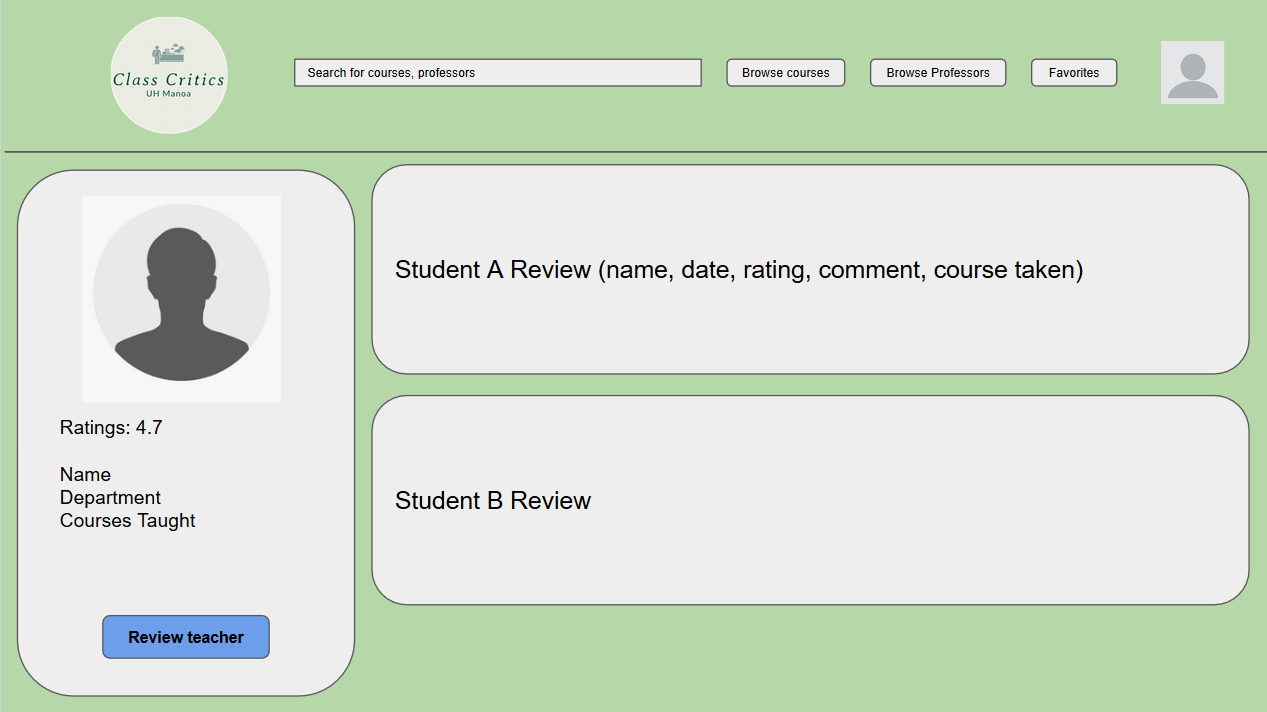 Class Critics
UH Manoa
Search for courses, professors
Browse courses
Browse Professors
Favorites
Ratings: 4.7
Name
Department
Courses Taught
Review teacher
Student A Review (name, date, rating, comment, course taken)
Student B Review